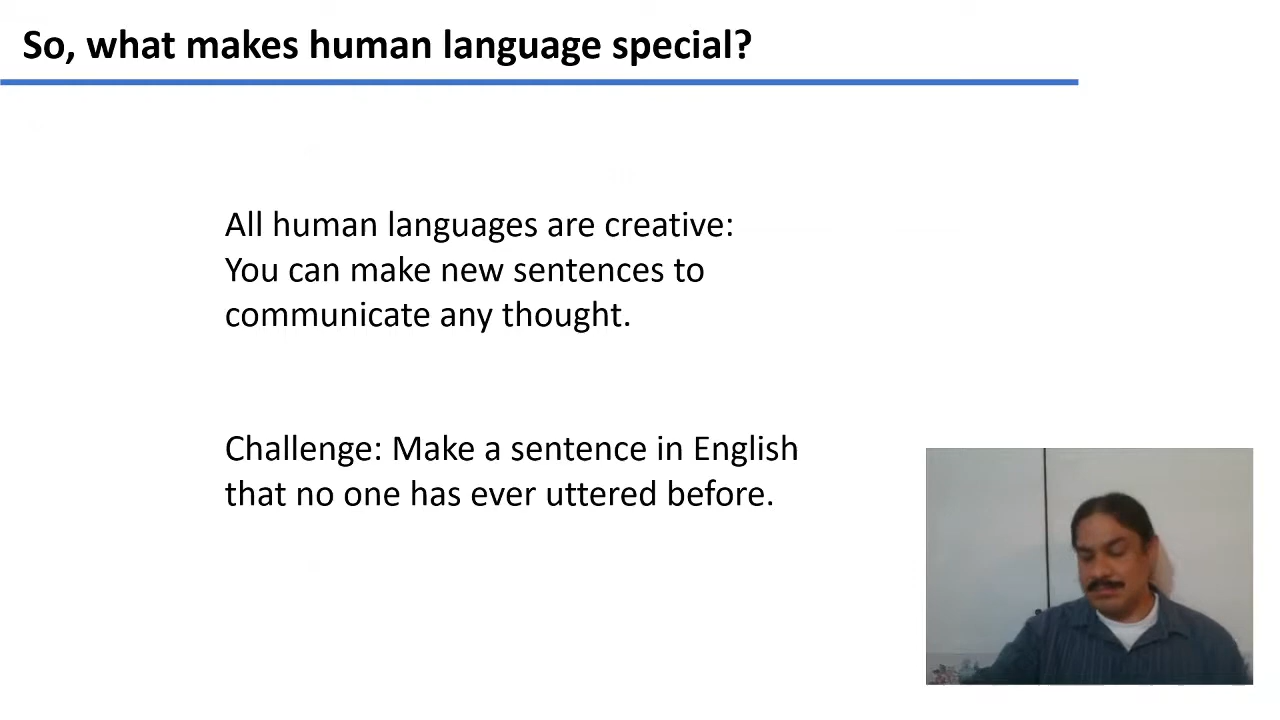 So, what makes human language special?
All human languages are creative:
You can make new sentences to
communicate any thought.
Challenge: Make a sentence in English
that no one has ever uttered before.